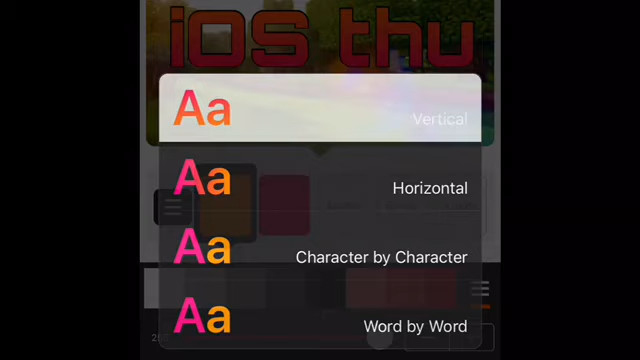 iOS thu
Aa
Vertical
Aa
Horizontal
Aa
Character by Character
Aa
Word by Word